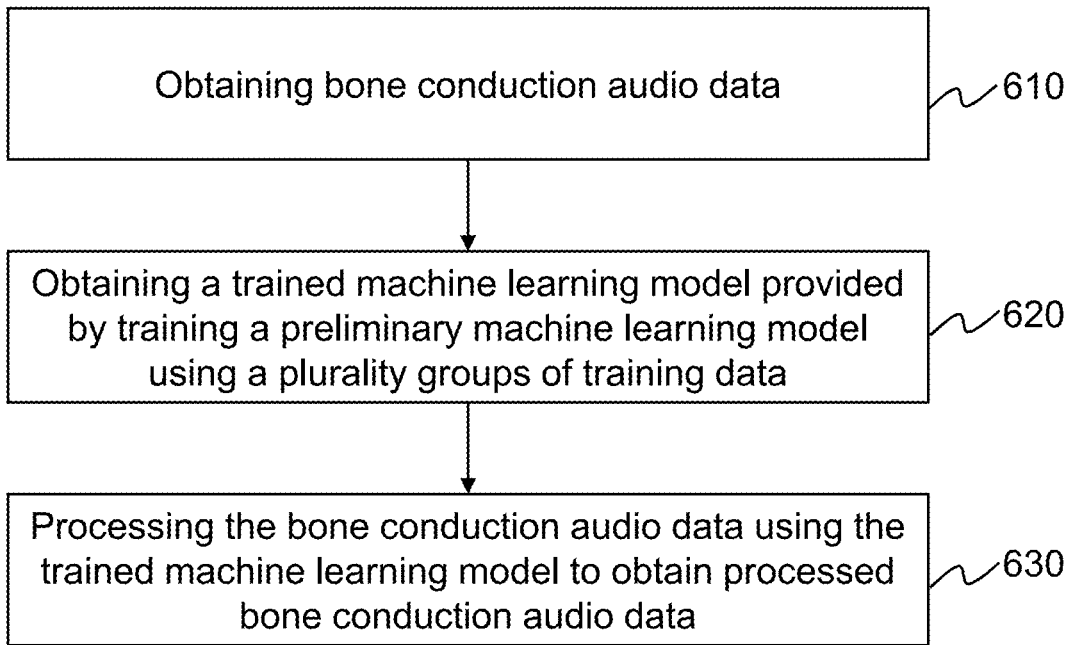 Obtaining bone conduction audio data
610
Obtaining a trained machine learning model provided
by training a preliminary machine learning model
using a plurality groups of training data
620
Processing the bone conduction audio data using the
trained machine learning model to obtain processed
bone conduction audio data
630